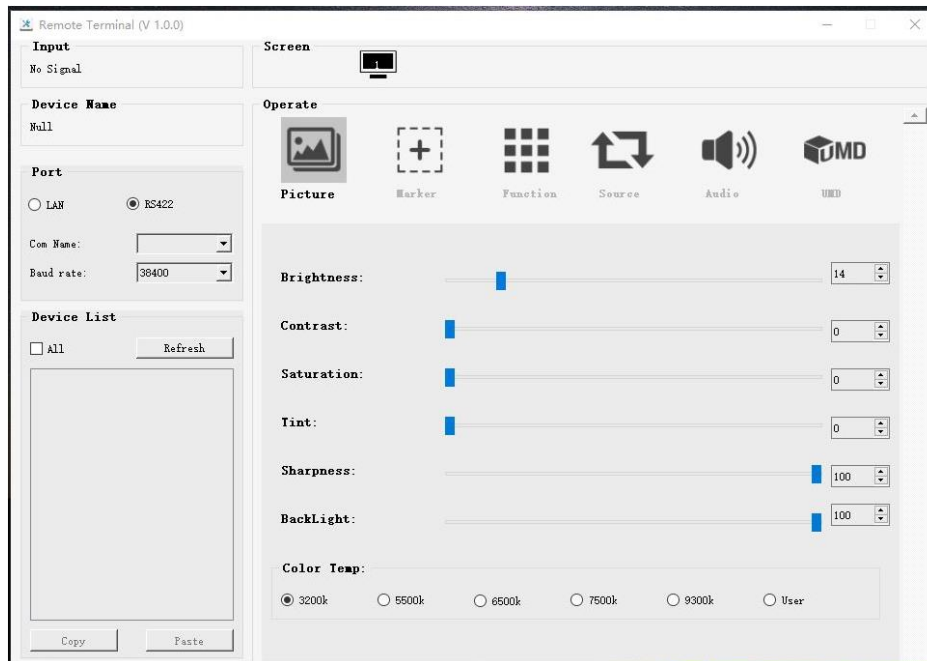 Remote Terminal (V 1.0.0)
Input
No Signal
Screen
1
Device Name
Null
Operate
Picture
Marker
Function
Source
Audio
UMD
UMD
Port
LAN
RS422
Com Name:
Baud rate:
38400
Device List
All
Refresh
Copy
Paste
Brightness:
14
Contrast:
0
Saturation:
0
Tint:
0
Sharpness:
100
BackLight:
100
Color Temp:
3200k
5500k
6500k
7500k
9300k
User